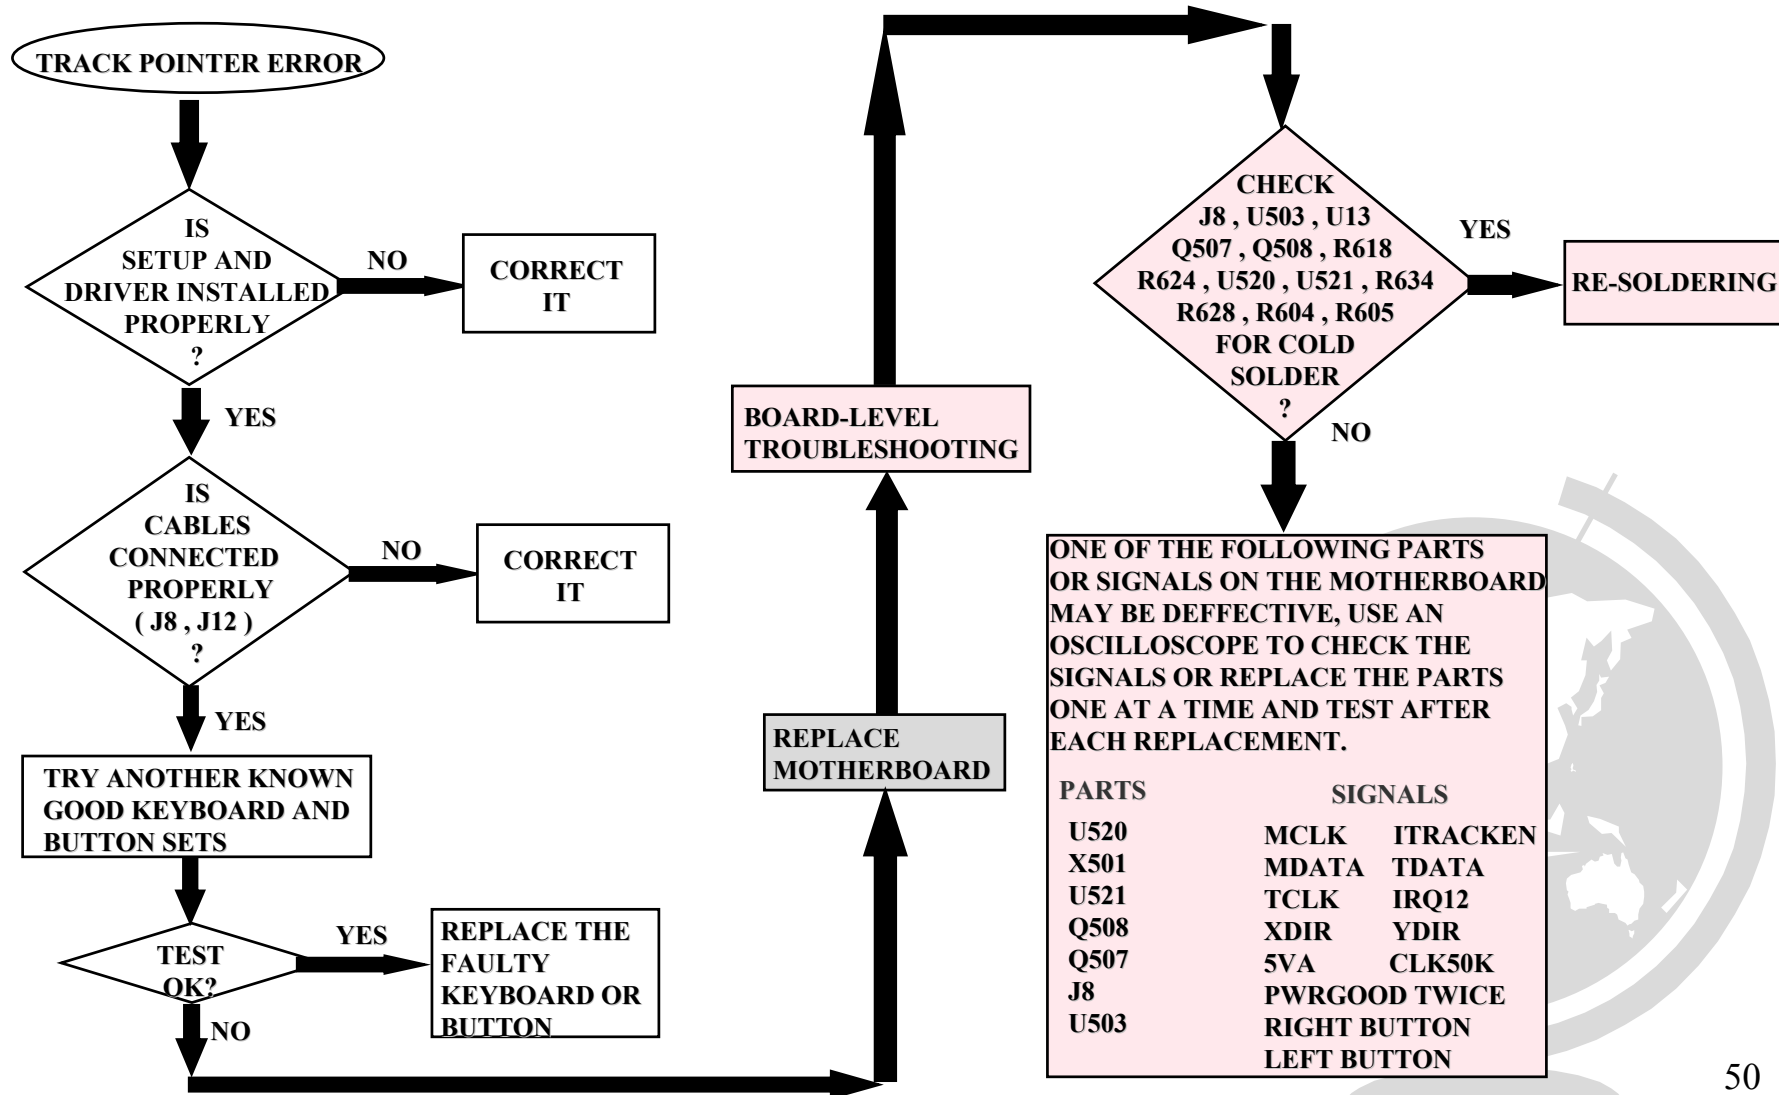 TRACK POINTER ERROR
IS
SETUP AND
DRIVER INSTALLED
PROPERLY
?
NO
CORRECT
IT
YES
IS
CABLES
CONNECTED
PROPERLY
( J8 , J12 )
?
NO
CORRECT
IT
YES
TRY ANOTHER KNOWN
GOOD KEYBOARD AND
BUTTON SETS
TEST
OK?
YES
REPLACE THE
FAULTY
KEYBOARD OR
BUTTON
NO
REPLACE
MOTHERBOARD
BOARD-LEVEL
TROUBLESHOOTING
CHECK
J8 , U503 , U13
Q507 , Q508 , R618
R624 , U520 , U521 , R634
R628 , R604 , R605
FOR COLD
SOLDER
?
YES
RE-SOLDERING
NO
ONE OF THE FOLLOWING PARTS
OR SIGNALS ON THE MOTHERBOARD
MAY BE DEFFECTIVE, USE AN
OSCILLOSCOPE TO CHECK THE
SIGNALS OR REPLACE THE PARTS
ONE AT A TIME AND TEST AFTER
EACH REPLACEMENT.
PARTS SIGNALS
U520 MCLK ITRACKEN
X501 MDATA TDATA
U521 TCLK IRQ12
Q508 XDIR YDIR
Q507 5VA CLK50K
J8 PWRGOOD TWICE
U503 RIGHT BUTTON
LEFT BUTTON
50